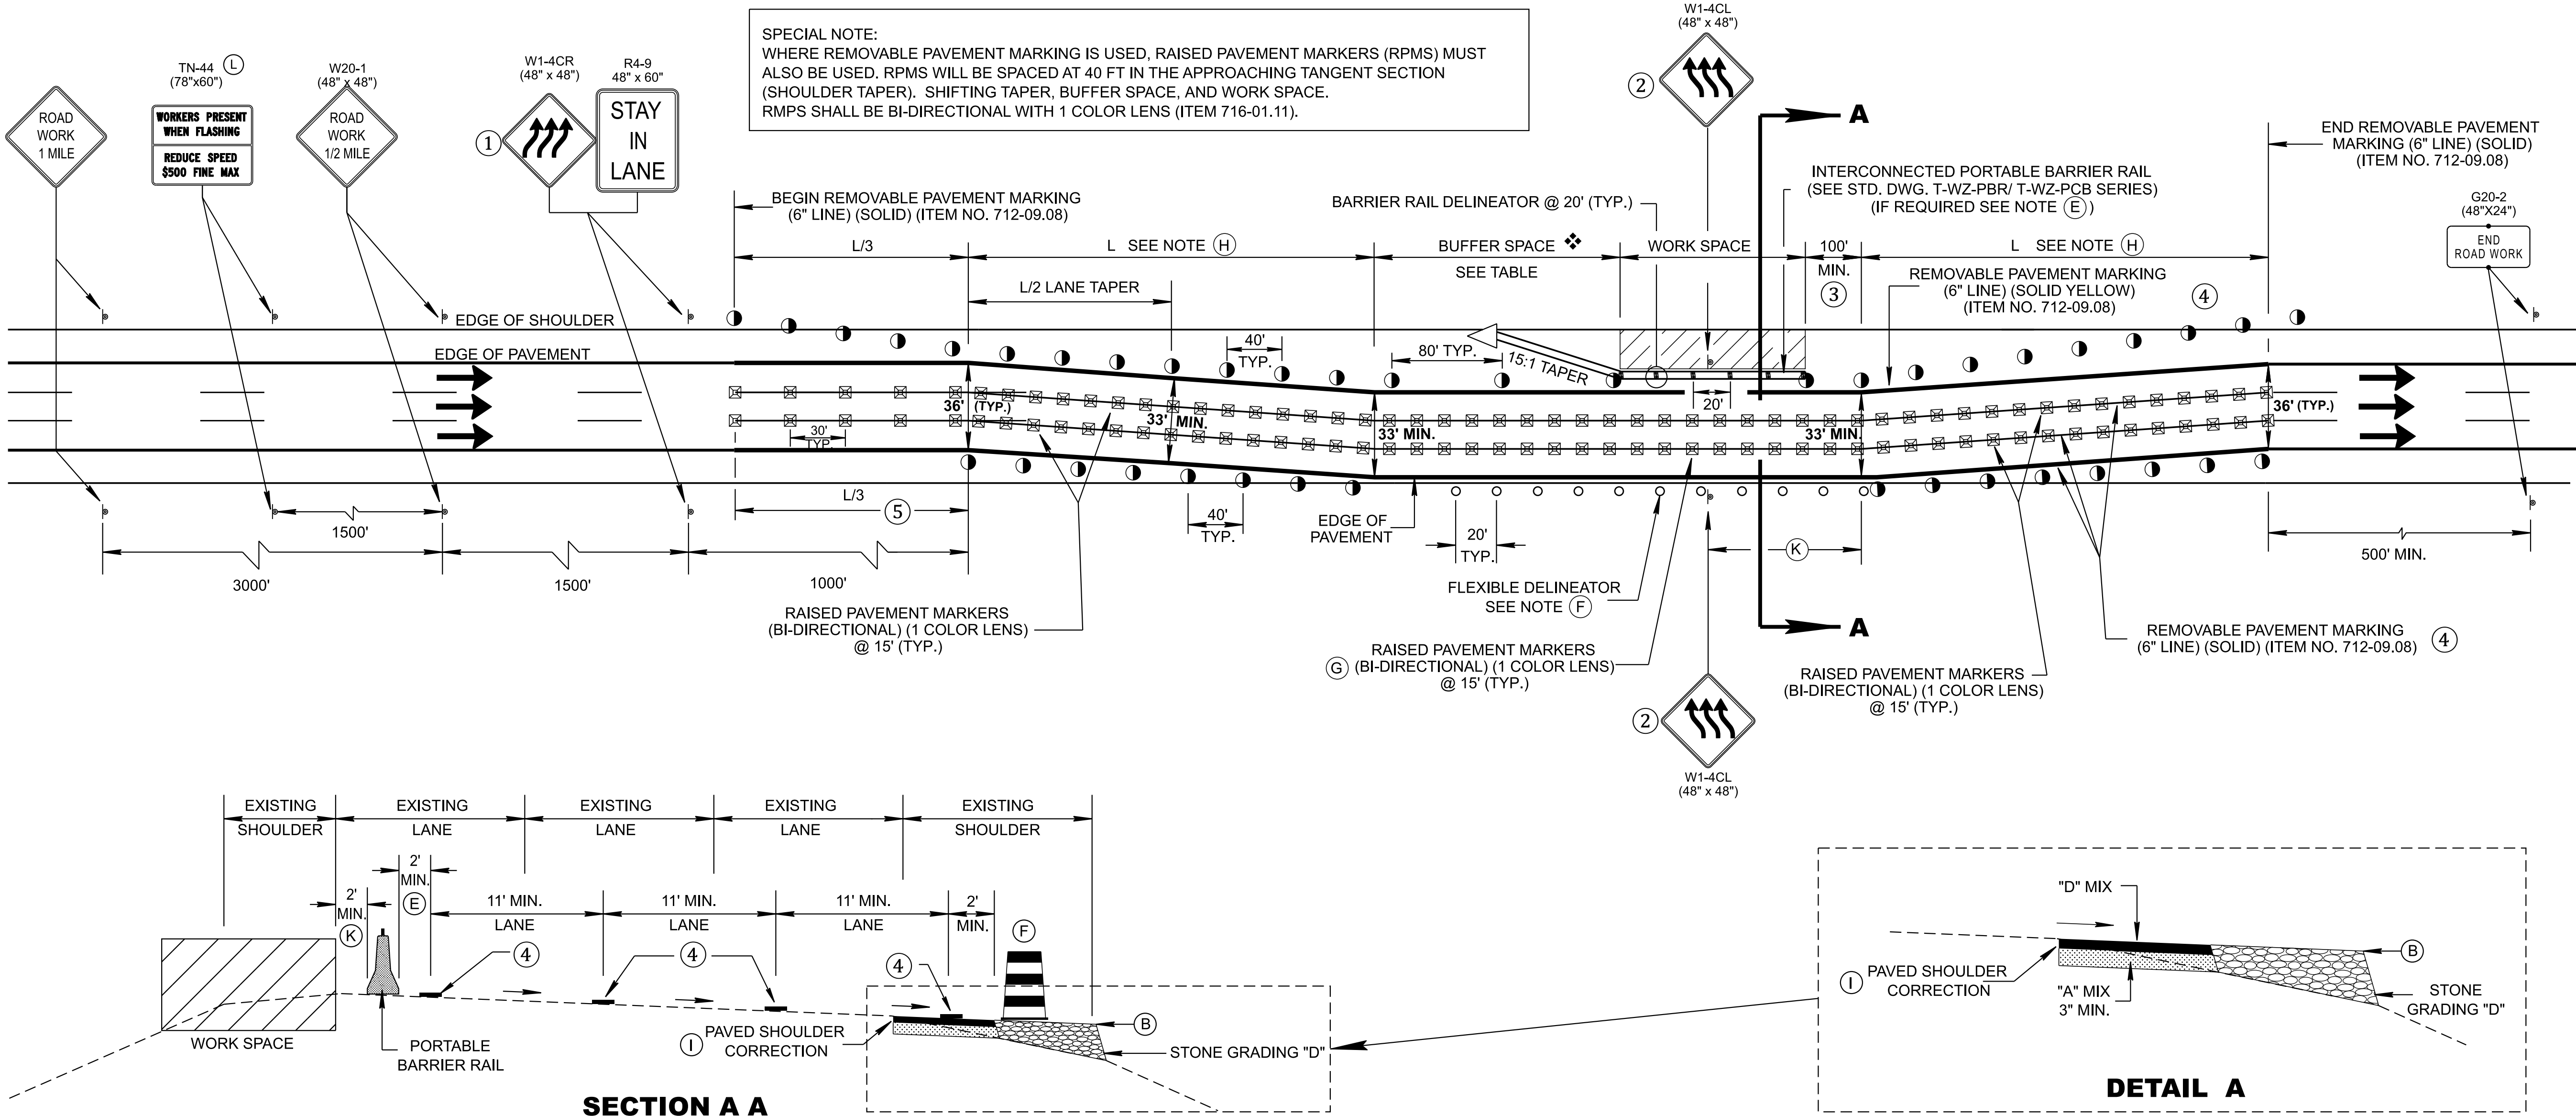 SPECIAL NOTE:
WHERE REMOVABLE PAVEMENT MARKING IS USED, RAISED PAVEMENT MARKERS (RPMS) MUST
ALSO BE USED. RPMS WILL BE SPACED AT 40 FT IN THE APPROACHING TANGENT SECTION
(SHOULDER TAPER). SHIFTING TAPER, BUFFER SPACE, AND WORK SPACE.
RMPS SHALL BE BI-DIRECTIONAL WITH 1 COLOR LENS (ITEM 716-01.11).
ROAD
WORK
1 MILE
TN-44 L
(78"x60")
WORKERS PRESENT
WHEN FLASHING
REDUCE SPEED
$500 FINE MAX
W20-1
(48" x 48")
ROAD
WORK
1/2 MILE
W1-4CR
(48" x 48")
1
R4-9
48" x 60"
STAY
IN
LANE
W1-4CL
(48" x 48")
2
A
END REMOVABLE PAVEMENT
MARKING (6" LINE) (SOLID)
(ITEM NO. 712-09.08)
G20-2
(48"X24")
END
ROAD WORK
BEGIN REMOVABLE PAVEMENT MARKING
(6" LINE) (SOLID) (ITEM NO. 712-09.08)
BARRIER RAIL DELINEATOR @ 20' (TYP.)
INTERCONNECTED PORTABLE BARRIER RAIL
(SEE STD. DWG. T-WZ-PBR/ T-WZ-PCB SERIES)
(IF REQUIRED SEE NOTE E)
L/3
L SEE NOTE H
BUFFER SPACE ❖
SEE TABLE
WORK SPACE
100'
MIN.
3
L SEE NOTE H
L/2 LANE TAPER
REMOVABLE PAVEMENT MARKING
(6" LINE) (SOLID YELLOW)
(ITEM NO. 712-09.08)
4
EDGE OF SHOULDER
EDGE OF PAVEMENT
40'
TYP.
80' TYP.
15:1 TAPER
20'
36' (TYP.)
33' MIN.
33' MIN.
33' MIN.
36' (TYP.)
30'
TYP.
L/3
5
40'
TYP.
EDGE OF
PAVEMENT
20'
TYP.
K
1500'
3000'
1500'
1000'
500' MIN.
RAISED PAVEMENT MARKERS
(BI-DIRECTIONAL) (1 COLOR LENS)
@ 15' (TYP.)
FLEXIBLE DELINEATOR
SEE NOTE F
A
G
RAISED PAVEMENT MARKERS
(BI-DIRECTIONAL) (1 COLOR LENS)
@ 15' (TYP.)
RAISED PAVEMENT MARKERS
(BI-DIRECTIONAL) (1 COLOR LENS)
@ 15' (TYP.)
REMOVABLE PAVEMENT MARKING
(6" LINE) (SOLID) (ITEM NO. 712-09.08)
4
2
W1-4CL
(48" x 48")
EXISTING
SHOULDER
EXISTING
LANE
EXISTING
LANE
EXISTING
LANE
EXISTING
SHOULDER
2'
MIN.
K
2'
MIN.
E
11' MIN.
LANE
11' MIN.
LANE
11' MIN.
LANE
2'
MIN.
F
4
4
4
WORK SPACE
PORTABLE
BARRIER RAIL
I
PAVED SHOULDER
CORRECTION
B
STONE GRADING "D"
SECTION A A
"D" MIX
I
PAVED SHOULDER
CORRECTION
"A" MIX
3" MIN.
B
STONE
GRADING "D"
DETAIL A